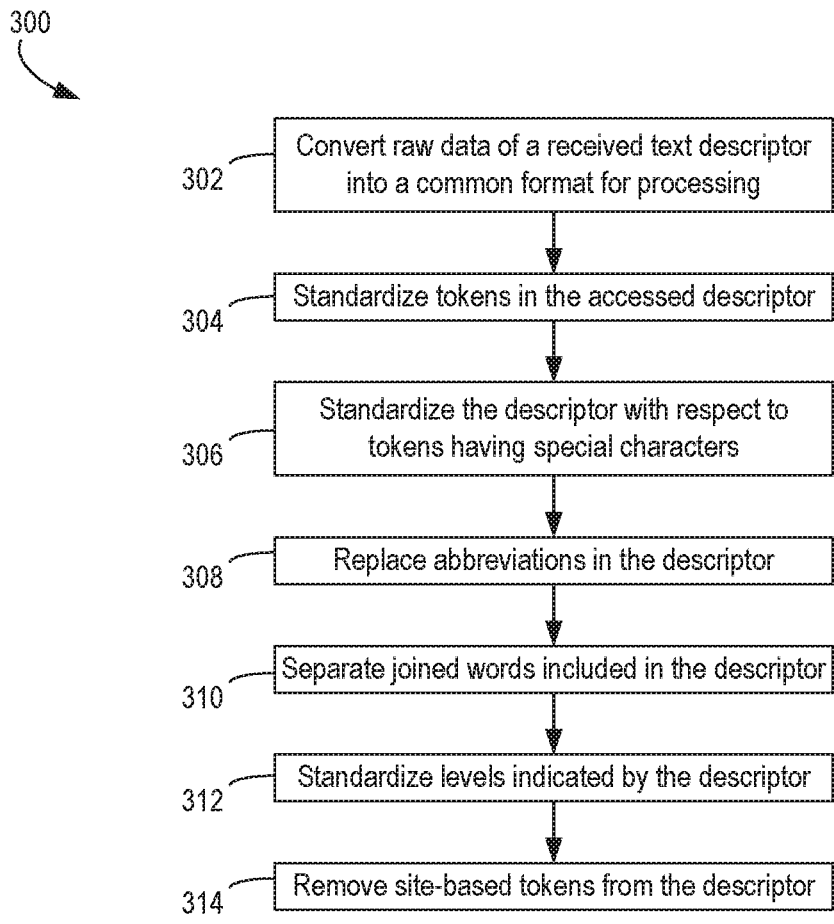 300
302
Convert raw data of a received text descriptor
into a common format for processing
304
Standardize tokens in the accessed descriptor
306
Standardize the descriptor with respect to
tokens having special characters
308
Replace abbreviations in the descriptor
310
Separate joined words included in the descriptor
312
Standardize levels indicated by the descriptor
314
Remove site-based tokens from the descriptor